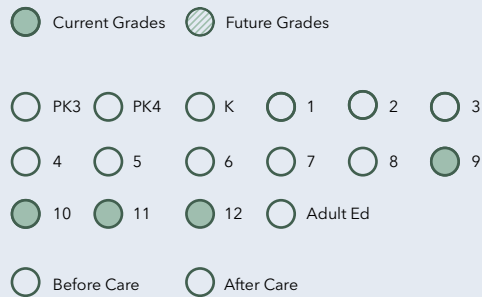 Current Grades Future Grades
PK3 PK4 K 1 2 3
4 5 6 7 8 9
10 11 12 Adult Ed
Before Care After Care